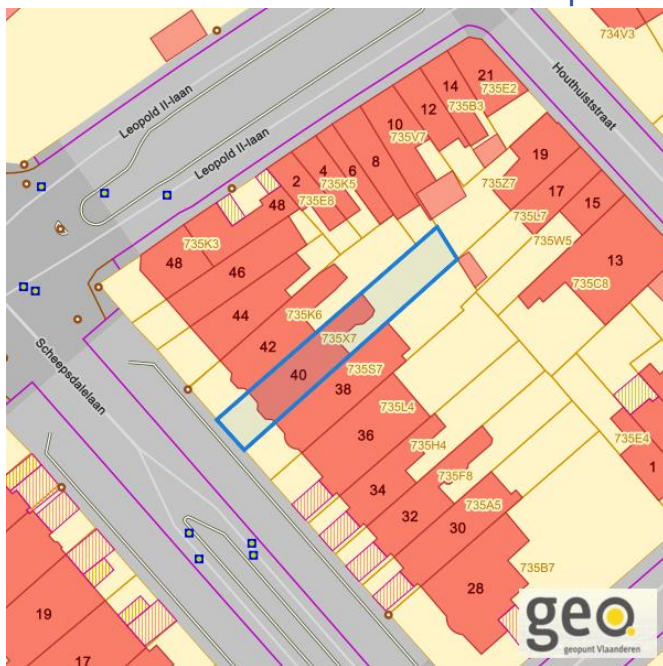 734V3
Houthulststraat
Leopold II-laan
Leopold II-laan
21
735E2
14
735B3
12
10
735V7
8
6
4
735K5
2
735E8
48
735K3
48
46
44
735K6
42
735X7
40
735S7
38
735L4
36
735H4
34
735F8
32
735A5
30
28
735B7
19
735Z7
17
735L7
15
735W5
13
735C8
735E4
1
Scheepsdalelaan
19
17
geo.
geopunt Vlaanderen